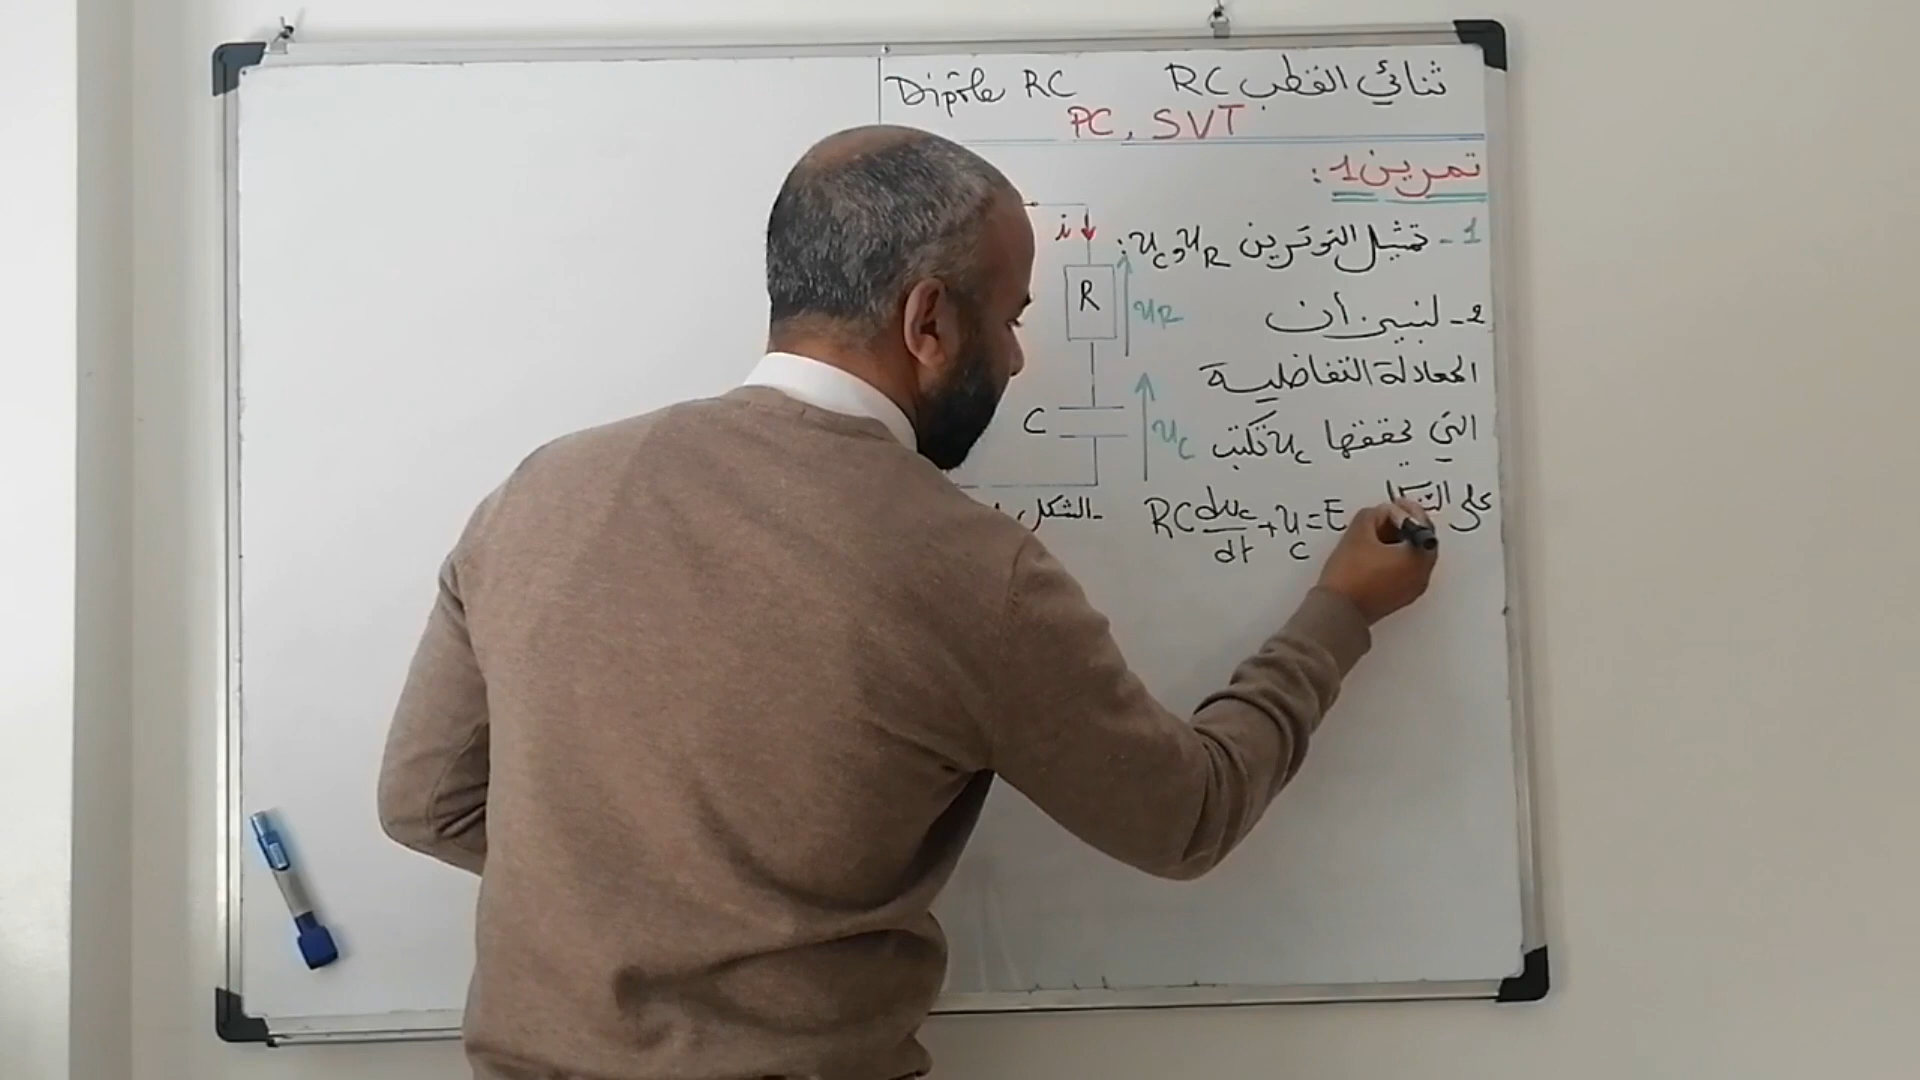 Dipôle RC ثنائي القطب RC
PC, SVT
تمرين 1:
1- تمثيل التوترين uR و uC:
i
R
uR
C
uC
2- لنبين أن
المعادلة التفاضلية
التي يحققها uC تكتب
على الشكل RC duC/dt + uC = E
-الشكل